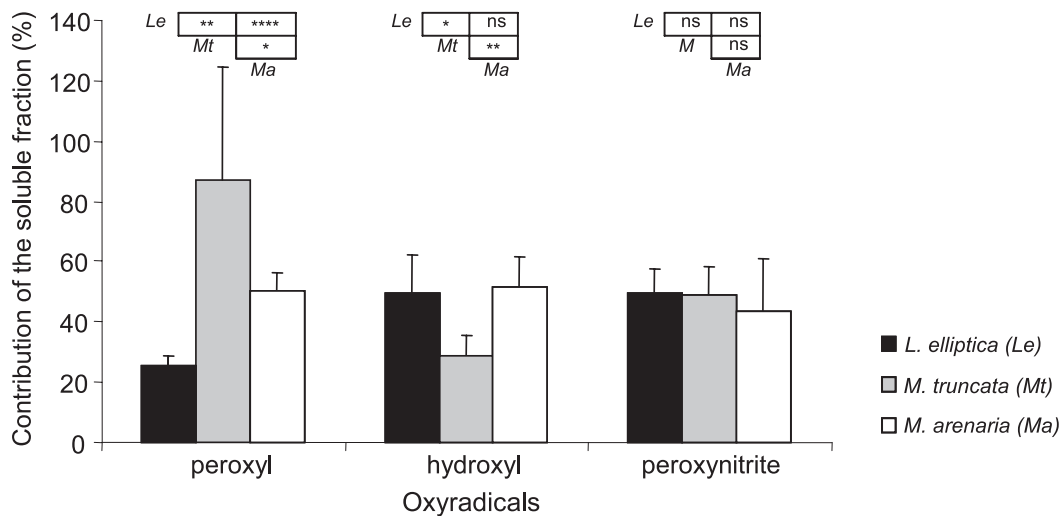 Contribution of the soluble fraction (%)
140
120
100
80
60
40
20
0
Le ** ****
Mt *
Ma
Le * ns
Mt **
Ma
Le ns ns
M ns
Ma
peroxyl hydroxyl peroxynitrite
Oxyradicals
L. elliptica (Le)
M. truncata (Mt)
M. arenaria (Ma)